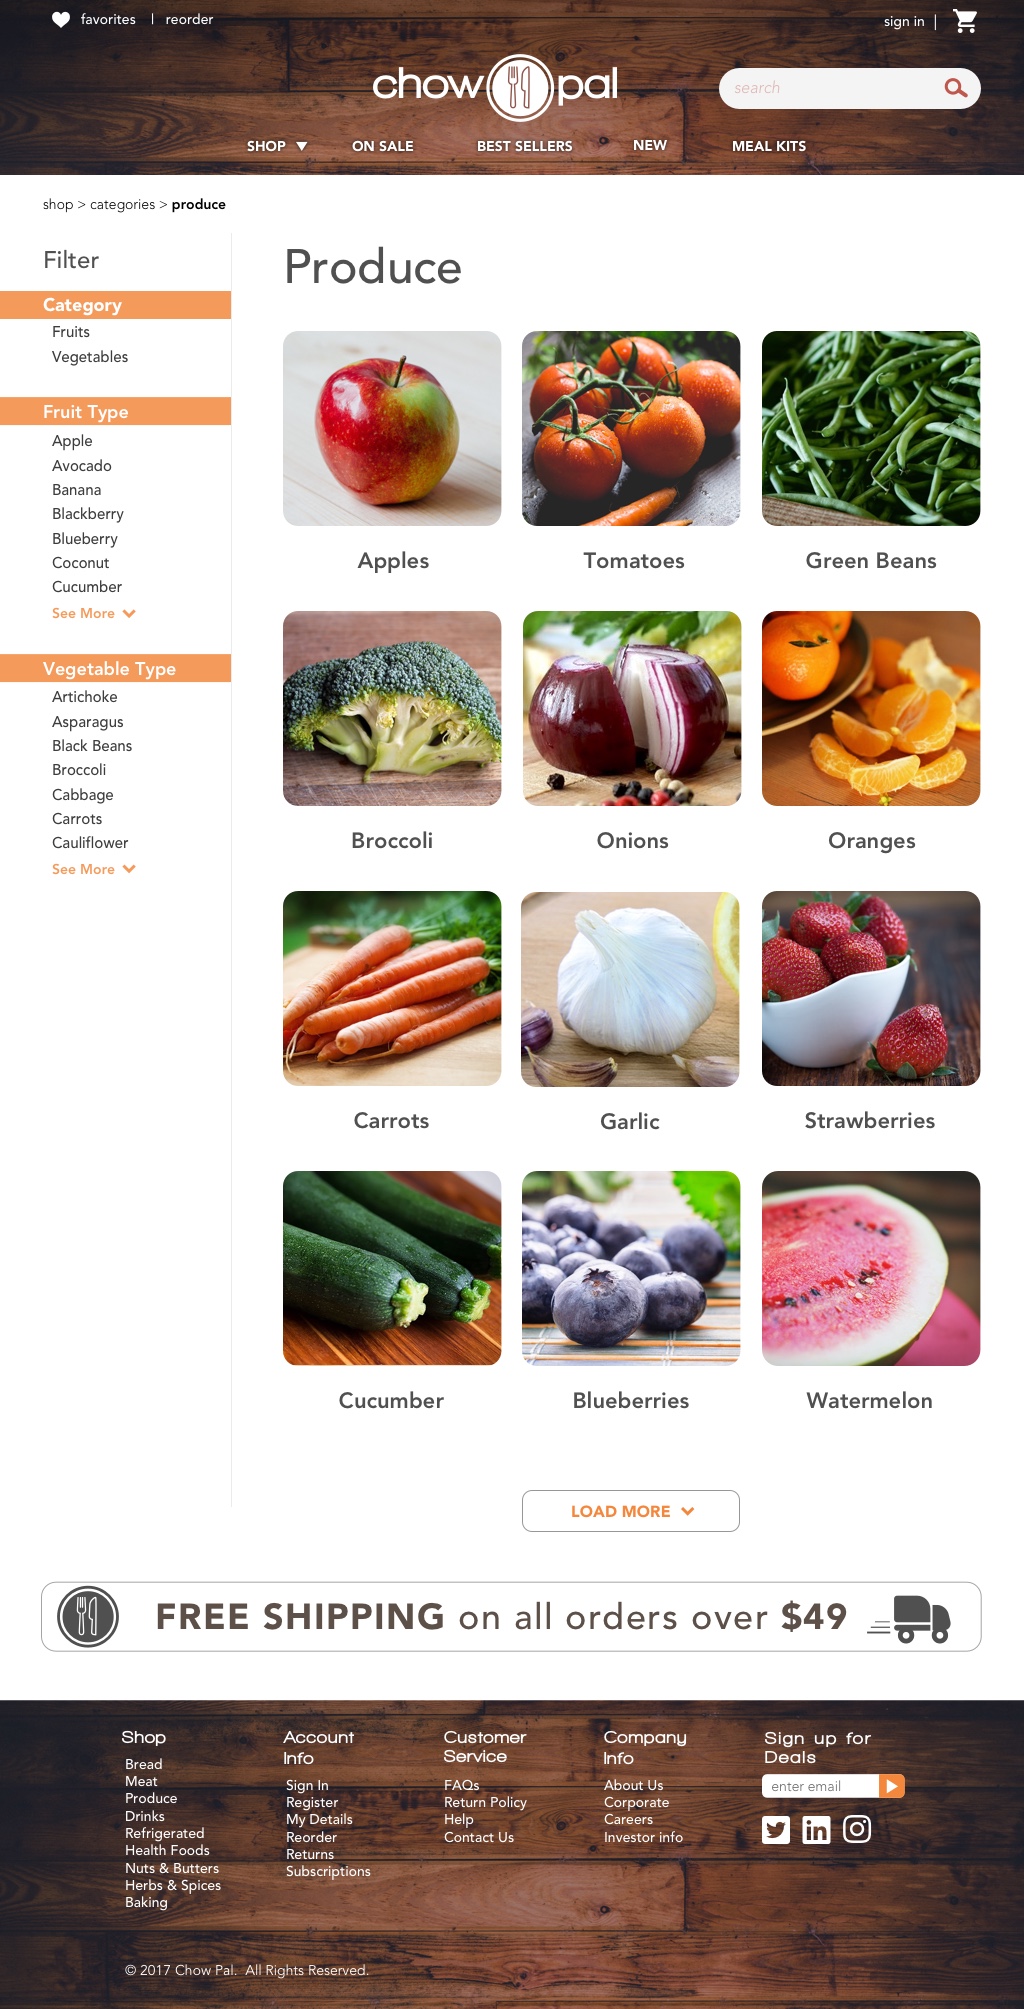 favorites | reorder
sign in |
chow pal
search
SHOP ▼ ON SALE BEST SELLERS NEW MEAL KITS
shop > categories > produce
Filter
Category
Fruits
Vegetables
Fruit Type
Apple
Avocado
Banana
Blackberry
Blueberry
Coconut
Cucumber
See More
Vegetable Type
Artichoke
Asparagus
Black Beans
Broccoli
Cabbage
Carrots
Cauliflower
See More
Produce
Apples Tomatoes Green Beans
Broccoli Onions Oranges
Carrots Garlic Strawberries
Cucumber Blueberries Watermelon
LOAD MORE
FREE SHIPPING on all orders over $49
Shop
Bread
Meat
Produce
Drinks
Refrigerated
Health Foods
Nuts & Butters
Herbs & Spices
Baking
Account
Info
Sign In
Register
My Details
Reorder
Returns
Subscriptions
Customer
Service
FAQs
Return Policy
Help
Contact Us
Company
Info
About Us
Corporate
Careers
Investor info
Sign up for
Deals
enter email
in
© 2017 Chow Pal. All Rights Reserved.